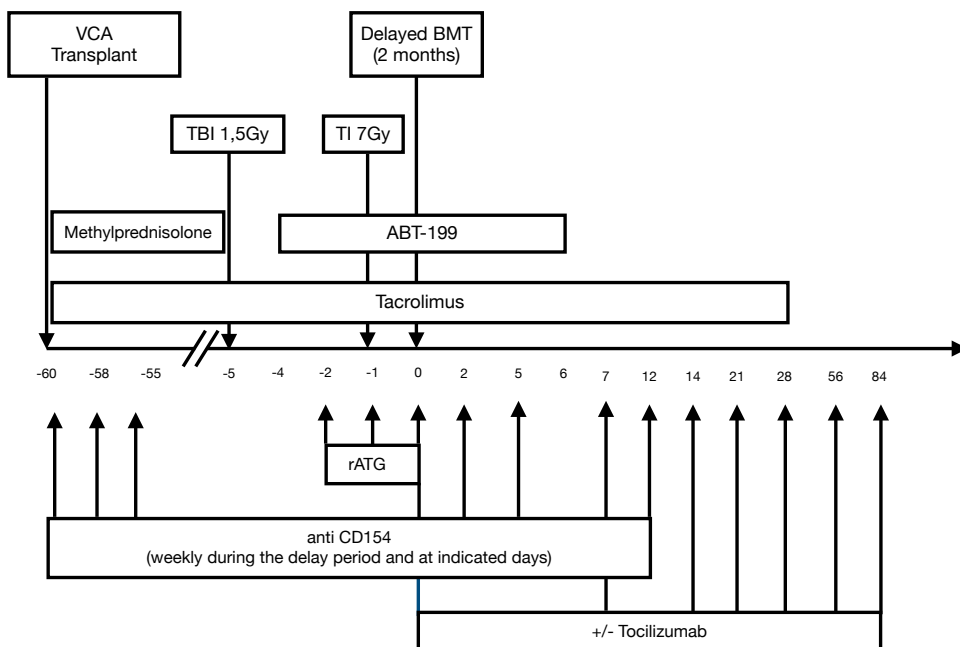 VCA
Transplant
Delayed BMT
(2 months)
TBI 1,5Gy
TI 7Gy
Methylprednisolone
ABT-199
Tacrolimus
-60 -58 -55 -5 -4 -2 -1 0 2 5 6 7 12 14 21 28 56 84
rATG
anti CD154
(weekly during the delay period and at indicated days)
+/- Tocilizumab